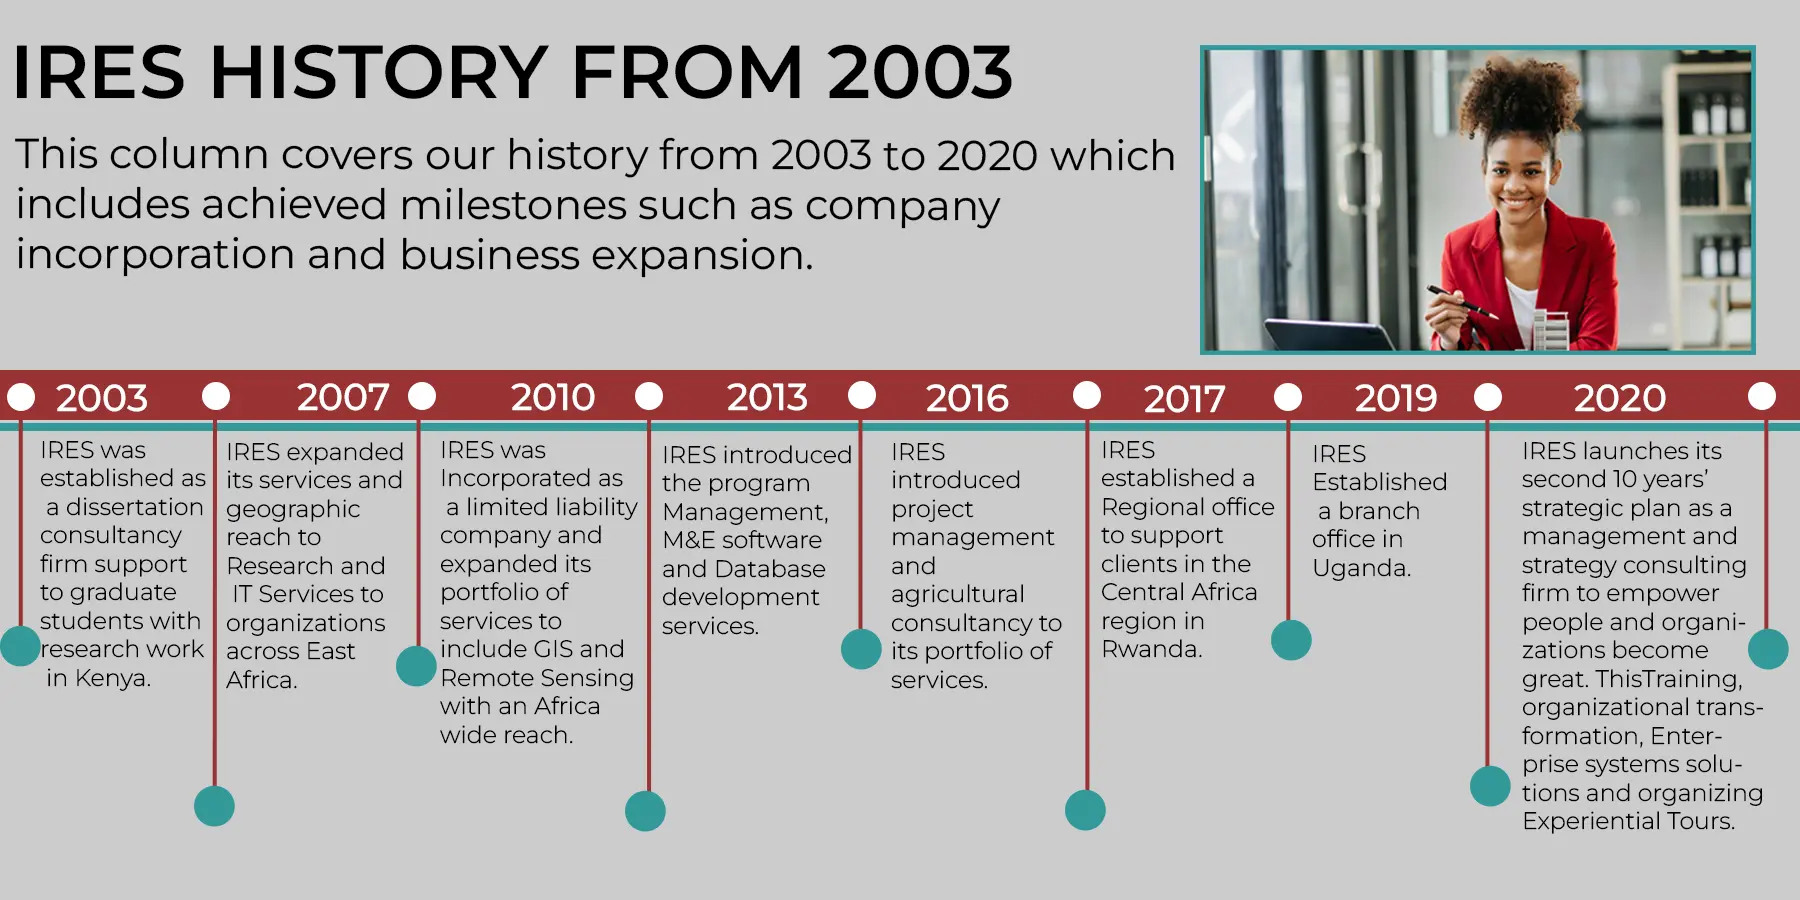 IRES HISTORY FROM 2003
This column covers our history from 2003 to 2020 which
includes achieved milestones such as company
incorporation and business expansion.
2003
IRES was
established as
a dissertation
consultancy
firm support
to graduate
students with
research work
in Kenya.
2007
IRES expanded
its services and
geographic
reach to
Research and
IT Services to
organizations
across East
Africa.
2010
IRES was
Incorporated as
a limited liability
company and
expanded its
portfolio of
services to
include GIS and
Remote Sensing
with an Africa
wide reach.
2013
IRES introduced
the program
Management,
M&E software
and Database
development
services.
2016
IRES
introduced
project
management
and
agricultural
consultancy to
its portfolio of
services.
2017
IRES
established a
Regional office
to support
clients in the
Central Africa
region in
Rwanda.
2019
IRES
Established
a branch
office in
Uganda.
2020
IRES launches its
second 10 years’
strategic plan as a
management and
strategy consulting
firm to empower
people and organi-
zations become
great. ThisTraining,
organizational trans-
formation, Enter-
prise systems solu-
tions and organizing
Experiential Tours.